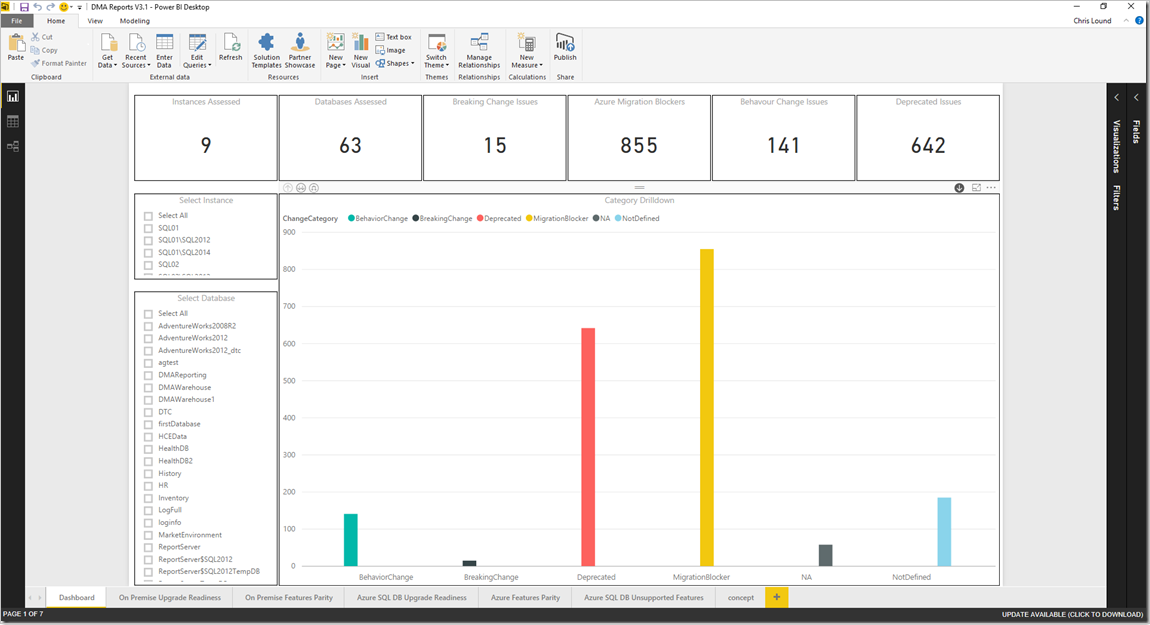 DMA Reports V3.1 - Power BI Desktop
File Home View Modeling Chris Lound
Paste
Cut
Copy
Format Painter
Clipboard
Get Data
Recent Sources
Enter Data
Edit Queries
External data
Refresh
Solution Templates
Partner Showcase
Resources
New Page
New Visual
Text box
Image
Shapes
Insert
Switch Theme
Themes
Manage Relationships
Relationships
New Measure
Calculations
Publish
Share
Instances Assessed
9
Databases Assessed
63
Breaking Change Issues
15
Azure Migration Blockers
855
Behavour Change Issues
141
Deprecated Issues
642
Select Instance
Select All
SQL01
SQL01\SQL2012
SQL01\SQL2014
SQL02
Select Database
Select All
AdventureWorks2008R2
AdventureWorks2012
AdventureWorks2012_dtc
agtest
DMAReporting
DMAWarehouse
DMAWarehouse1
DTC
firstDatabase
HCEData
HealthDB
HealthDB2
History
HR
Inventory
LogFull
loginfo
MarketEnvironment
ReportServer
ReportServer$SQL2012
ReportServer$SQL2012TempDB
Category Drilldown
ChangeCategory BehaviorChange BreakingChange Deprecated MigrationBlocker NA NotDefined
900
800
700
600
500
400
300
200
100
0
BehaviorChange BreakingChange Deprecated MigrationBlocker NA NotDefined
Visualizations
Filters
Fields
Dashboard On Premise Upgrade Readiness On Premise Features Parity Azure SQL DB Upgrade Readiness Azure Features Parity Azure SQL DB Unsupported Features concept +
PAGE 1 OF 7 UPDATE AVAILABLE (CLICK TO DOWNLOAD)